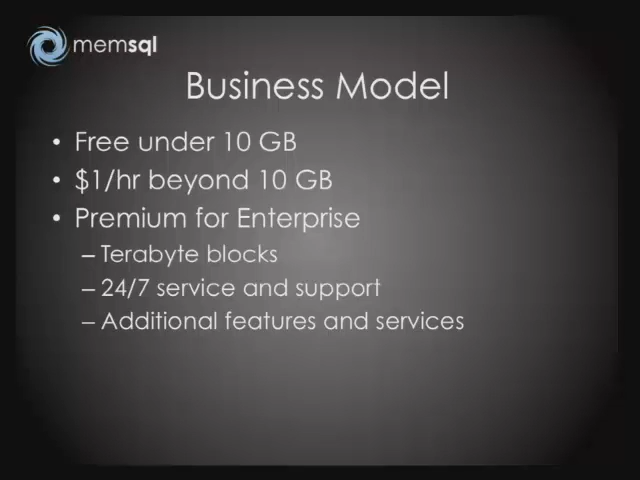 memsql
Business Model
• Free under 10 GB
• $1/hr beyond 10 GB
• Premium for Enterprise
– Terabyte blocks
– 24/7 service and support
– Additional features and services